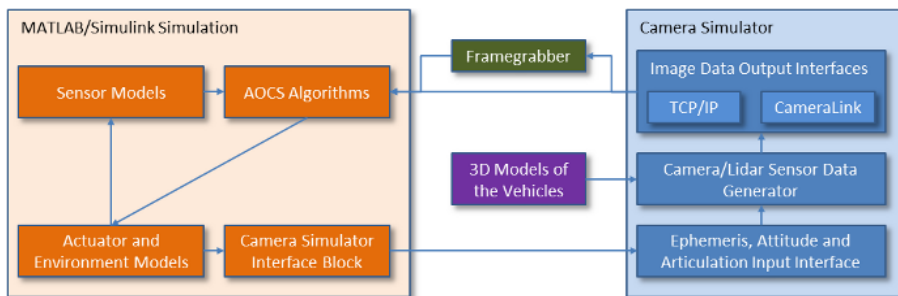 MATLAB/Simulink Simulation
Sensor Models
AOCS Algorithms
Actuator and
Environment Models
Camera Simulator
Interface Block
Framegrabber
3D Models of
the Vehicles
Camera Simulator
Image Data Output Interfaces
TCP/IP
CameraLink
Camera/Lidar Sensor Data
Generator
Ephemeris, Attitude and
Articulation Input Interface